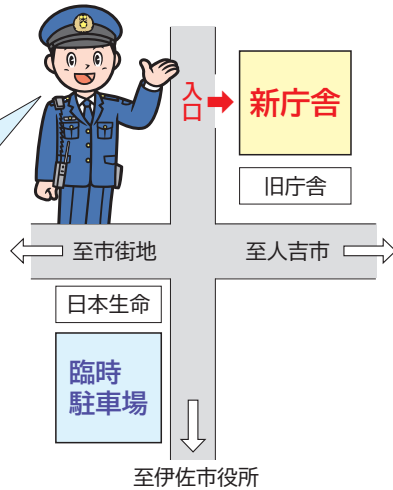 入口
新庁舎
旧庁舎
至市街地
至人吉市
日本生命
臨時
駐車場
至伊佐市役所